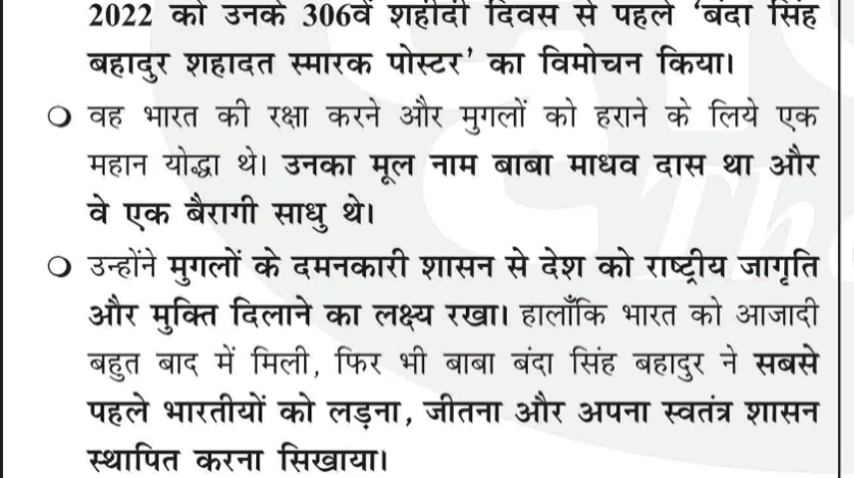 2022 को उनके 306वें शहीदी दिवस से पहले ‘बंदा सिंह
बहादुर शहादत स्मारक पोस्टर’ का विमोचन किया।
○ वह भारत की रक्षा करने और मुगलों को हराने के लिये एक
महान योद्धा थे। उनका मूल नाम बाबा माधव दास था और
वे एक बैरागी साधु थे।
○ उन्होंने मुगलों के दमनकारी शासन से देश को राष्ट्रीय जागृति
और मुक्ति दिलाने का लक्ष्य रखा। हालाँकि भारत को आजादी
बहुत बाद में मिली, फिर भी बाबा बंदा सिंह बहादुर ने सबसे
पहले भारतीयों को लड़ना, जीतना और अपना स्वतंत्र शासन
स्थापित करना सिखाया।